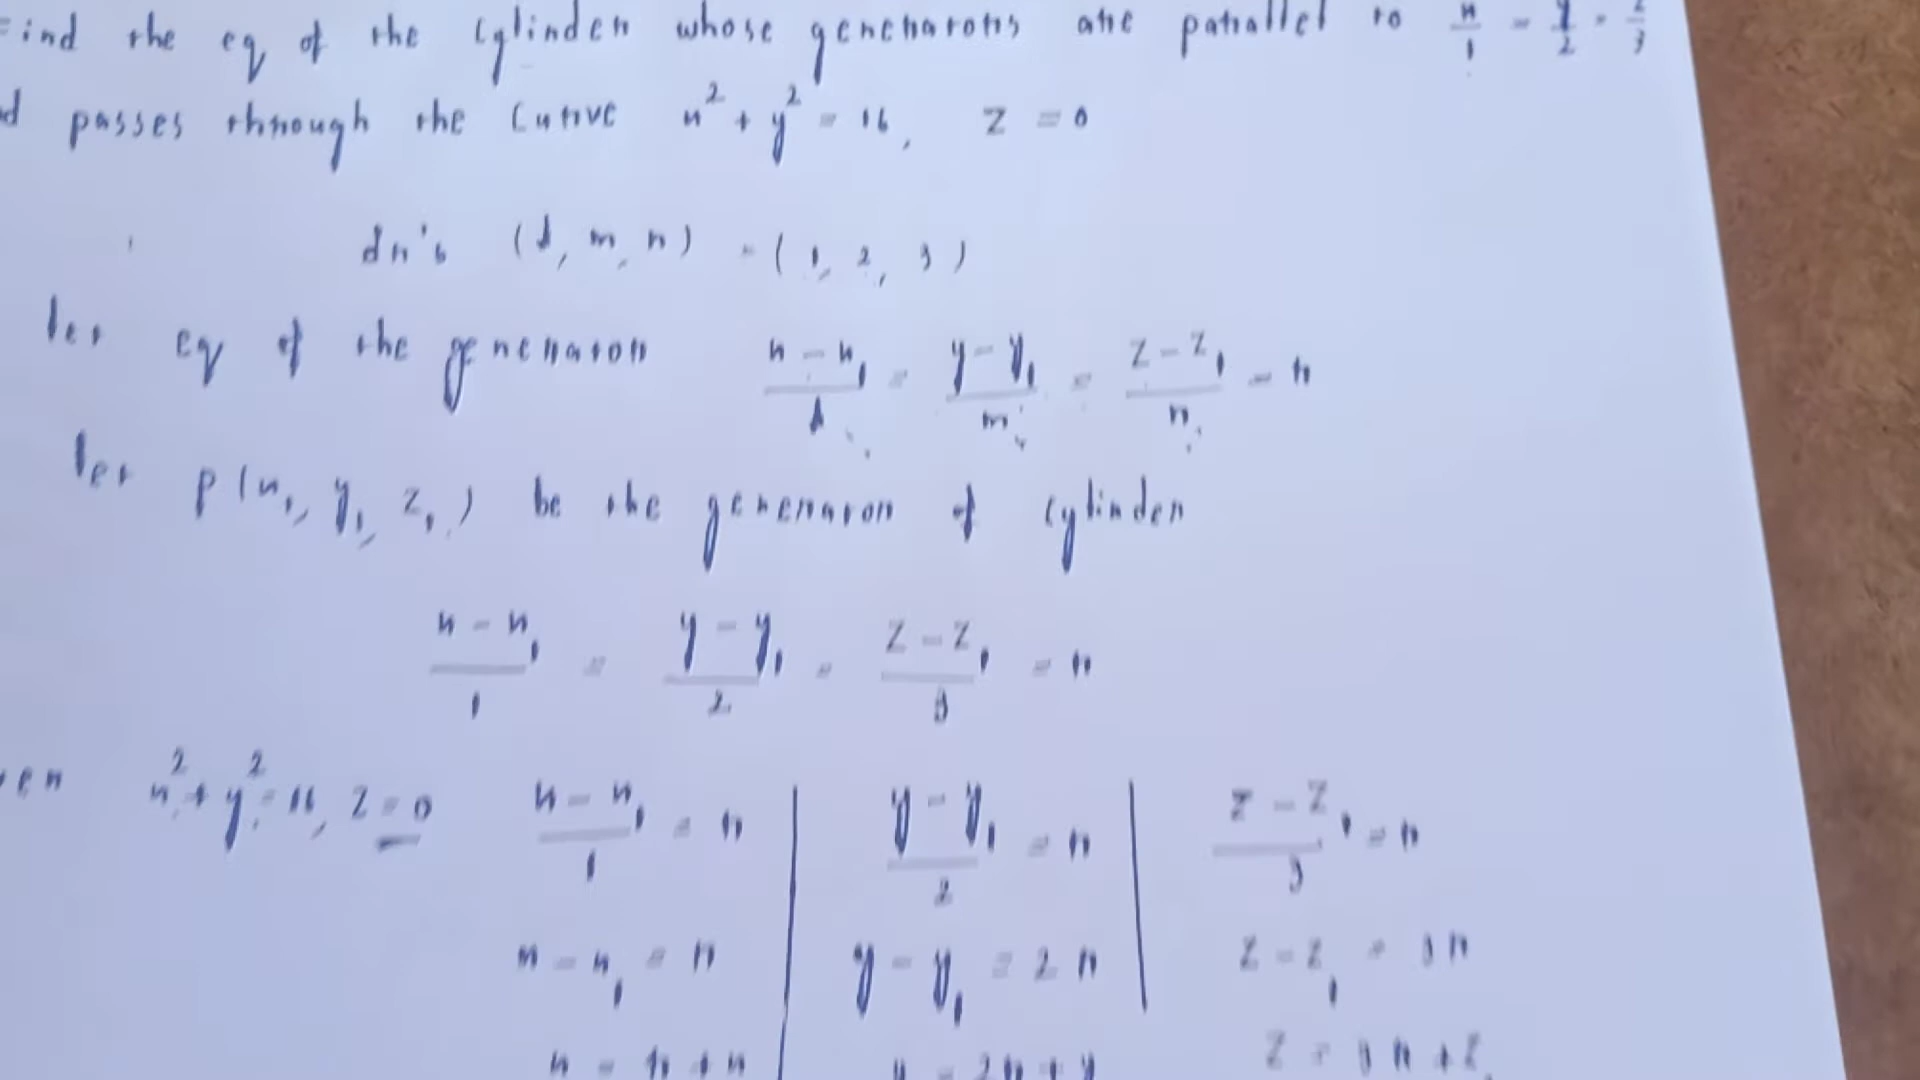 Find the eq of the cylinder whose generators are parallel to x/1 = y/2 = z/3
passes through the curve x² + y² = 16, z = 0
dr's (l, m, n) = (1, 2, 3)
let eq of the generator (x - x₁)/l = (y - y₁)/m = (z - z₁)/n = r
let p(x₁, y₁, z₁) be the generator of cylinder
(x - x₁)/1 = (y - y₁)/2 = (z - z₁)/3 = r
x² + y² = 16, z = 0 (x - x₁)/1 = r | (y - y₁)/2 = r | (z - z₁)/3 = r
x - x₁ = r | y - y₁ = 2r | z - z₁ = 3r
x = r + x | y = 2r + y | z = 3r + z₁